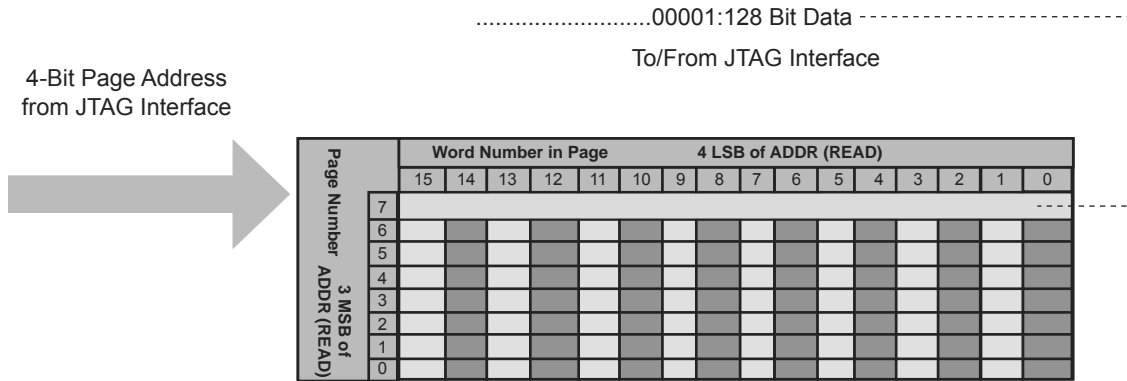 ...........................00001:128 Bit Data
To/From JTAG Interface
4-Bit Page Address
from JTAG Interface
Page Number
3 MSB of
ADDR (READ)
Word Number in Page 4 LSB of ADDR (READ)
15 14 13 12 11 10 9 8 7 6 5 4 3 2 1 0
7
6
5
4
3
2
1
0